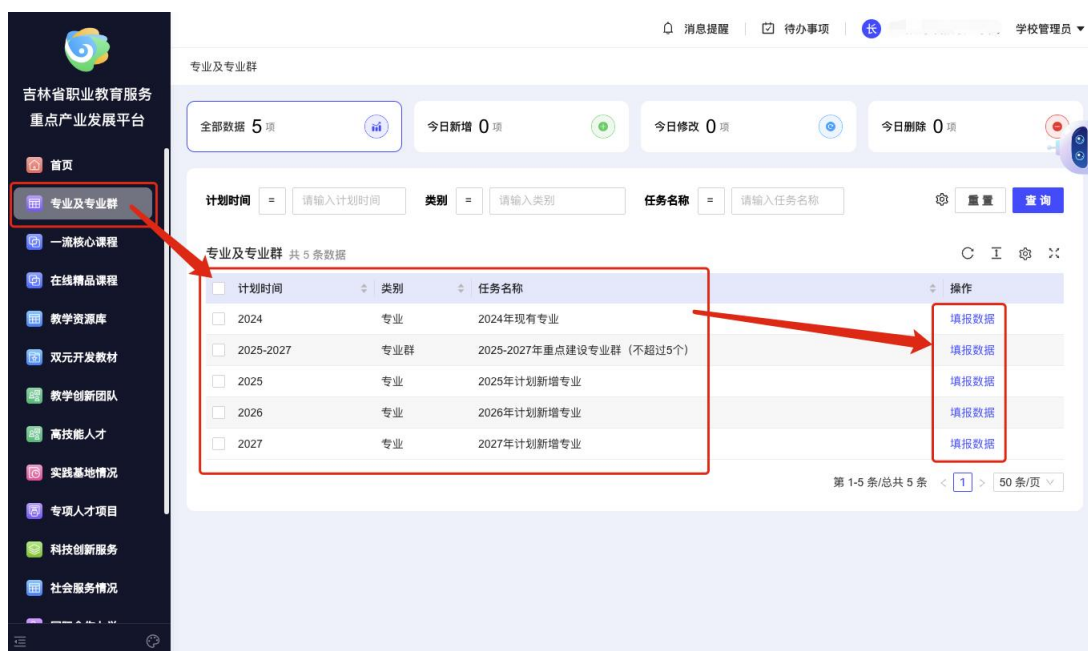 消息提醒 待办事项 长 学校管理员
吉林省职业教育服务
重点产业发展平台
首页
专业及专业群
一流核心课程
在线精品课程
教学资源库
双元开发教材
教学创新团队
高技能人才
实践基地情况
专项人才项目
科技创新服务
社会服务情况
专业及专业群
全部数据 5 项 今日新增 0 项 今日修改 0 项 今日删除 0 项
计划时间 = 请输入计划时间 类别 = 请输入类别 任务名称 = 请输入任务名称 重置 查询
专业及专业群 共 5 条数据
计划时间 类别 任务名称 操作
2024 专业 2024年现有专业 填报数据
2025-2027 专业群 2025-2027年重点建设专业群（不超过5个） 填报数据
2025 专业 2025年计划新增专业 填报数据
2026 专业 2026年计划新增专业 填报数据
2027 专业 2027年计划新增专业 填报数据
第 1-5 条/总共 5 条 < 1 > 50 条/页